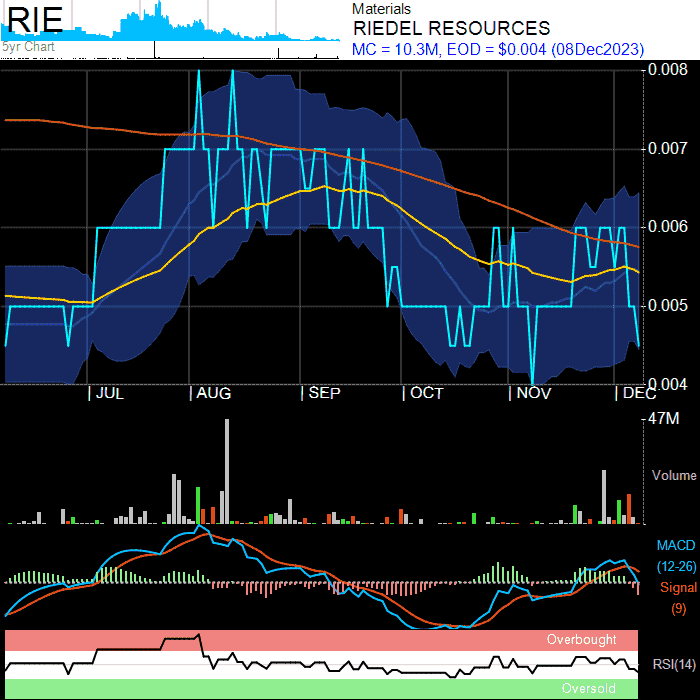 RIE
5yr Chart
Materials
RIEDEL RESOURCES
MC = 10.3M, EOD = $0.004 (08Dec2023)
0.008
0.007
0.006
0.005
0.004
JUL AUG SEP OCT NOV DEC
47M
Volume
MACD
(12-26)
Signal
(9)
Overbought
RSI(14)
Oversold